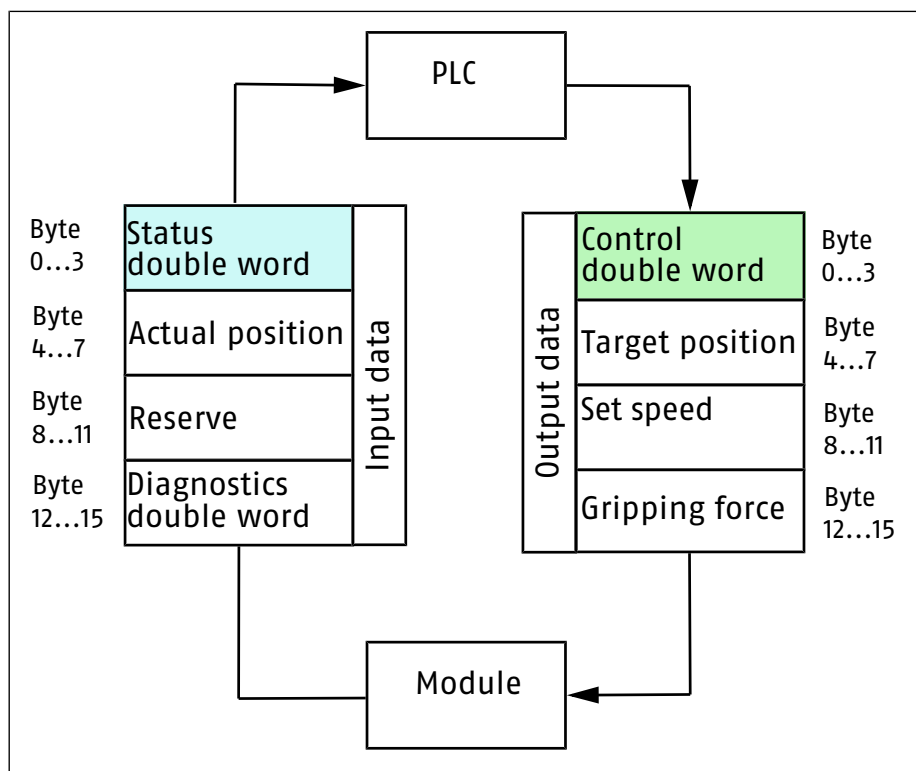 PLC
Byte
0...3
Status
double word
Byte
4...7
Actual position
Byte
8...11
Reserve
Byte
12...15
Diagnostics
double word
Input data
Output data
Control
double word
Byte
0...3
Target position
Byte
4...7
Set speed
Byte
8...11
Gripping force
Byte
12...15
Module